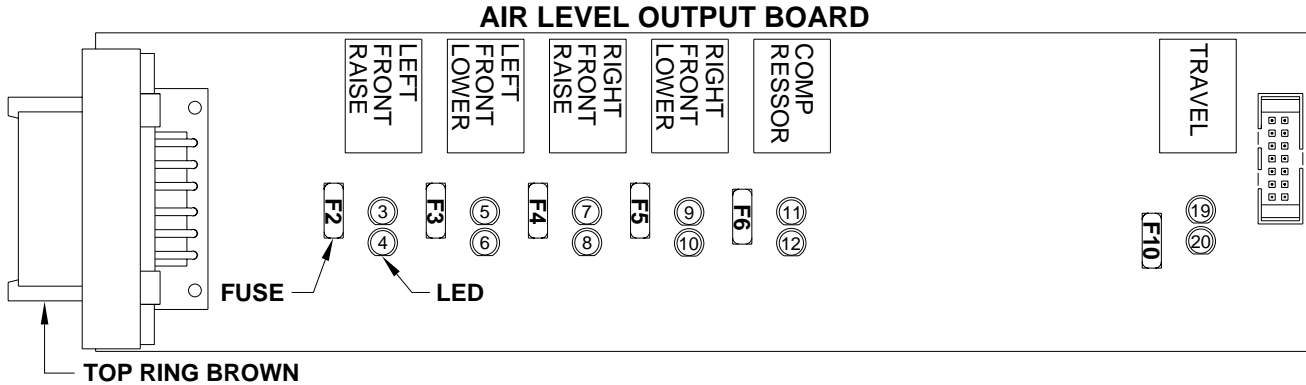 AIR LEVEL OUTPUT BOARD
LEFT
FRONT
RAISE
LEFT
FRONT
LOWER
RIGHT
FRONT
RAISE
RIGHT
FRONT
LOWER
COMP
RESSOR
TRAVEL
F2
3
4
F3
5
6
F4
7
8
F5
9
10
F6
11
12
F10
19
20
FUSE
LED
TOP RING BROWN